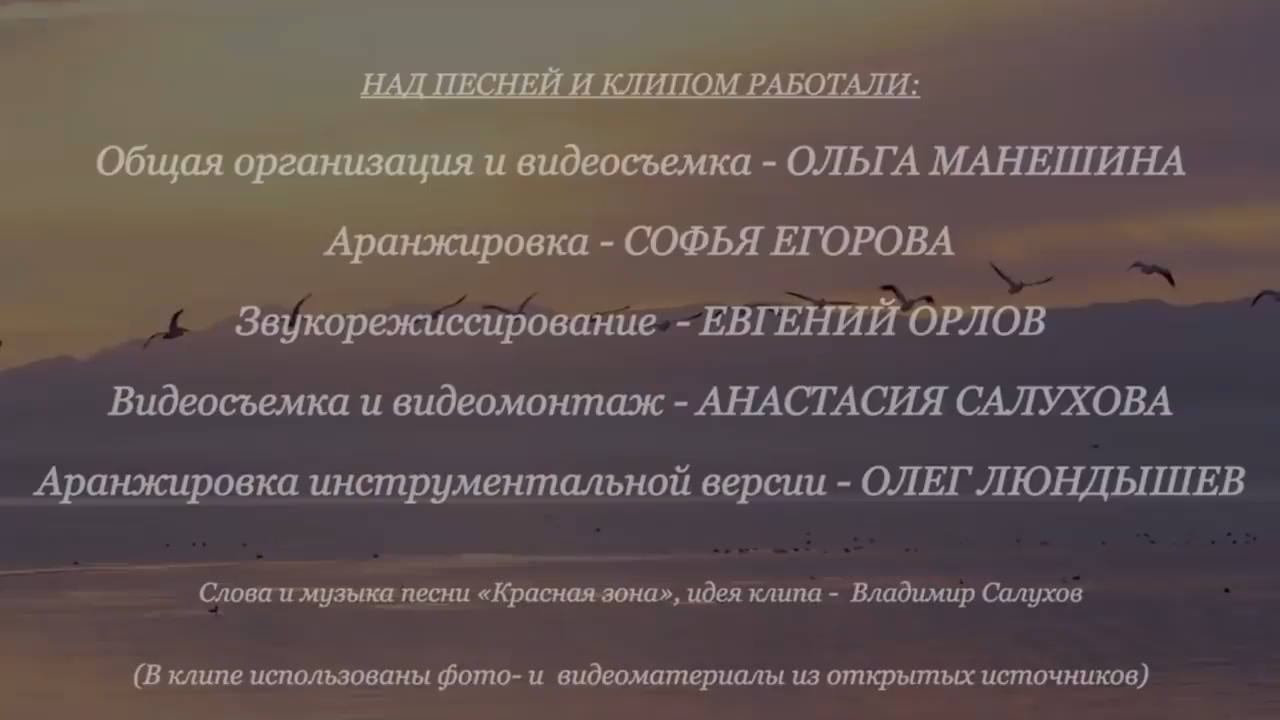 НАД ПЕСНЕЙ И КЛИПОМ РАБОТАЛИ:
Общая организация и видеосъемка - ОЛЬГА МАНЕШИНА
Аранжировка - СОФЬЯ ЕГОРОВА
Звукорежиссирование - ЕВГЕНИЙ ОРЛОВ
Видеосъемка и видеомонтаж - АНАСТАСИЯ САЛУХОВА
Аранжировка инструментальной версии - ОЛЕГ ЛЮНДЫШЕВ
Слова и музыка песни «Красная зона», идея клипа - Владимир Салухов
(В клипе использованы фото- и видеоматериалы из открытых источников)